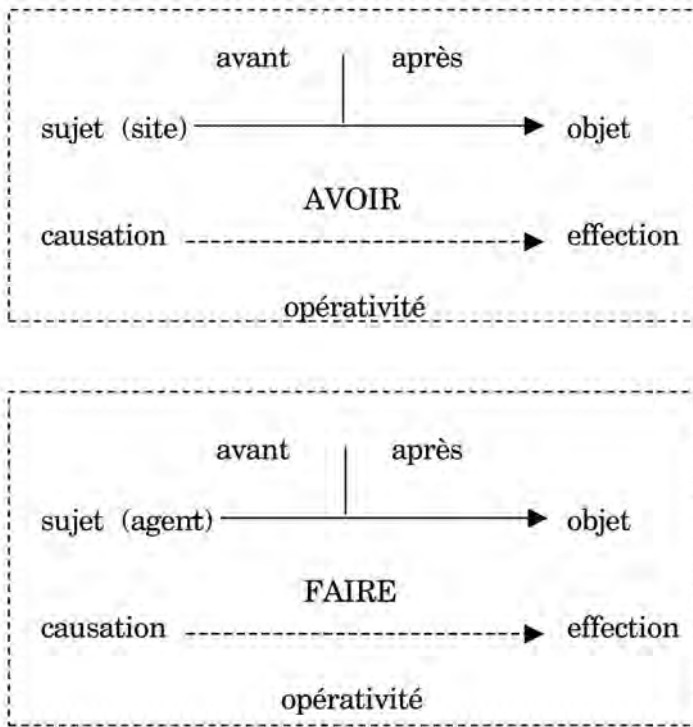 avant après
sujet (site) objet
AVOIR
causation effection
opérativité
avant après
sujet (agent) objet
FAIRE
causation effection
opérativité